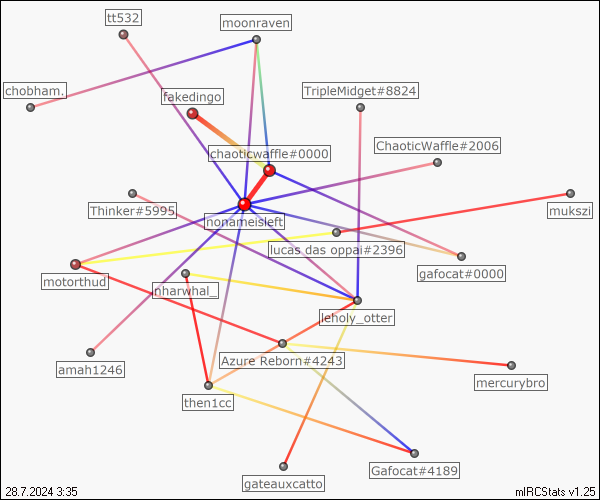 tt532
moonraven
chobham.
fakedingo
TripleMidget#8824
chaoticwaffle#0000
ChaoticWaffle#2006
Thinker#5995
nonameisleft
mukszi
lucas das oppai#2396
gafocat#0000
motorthud
nharwhal_
leholy_otter
amah1246
Azure Reborn#4243
mercurybro
then1cc
Gafocat#4189
gateauxcatto
28.7.2024 3:35
mIRCStats v1.25